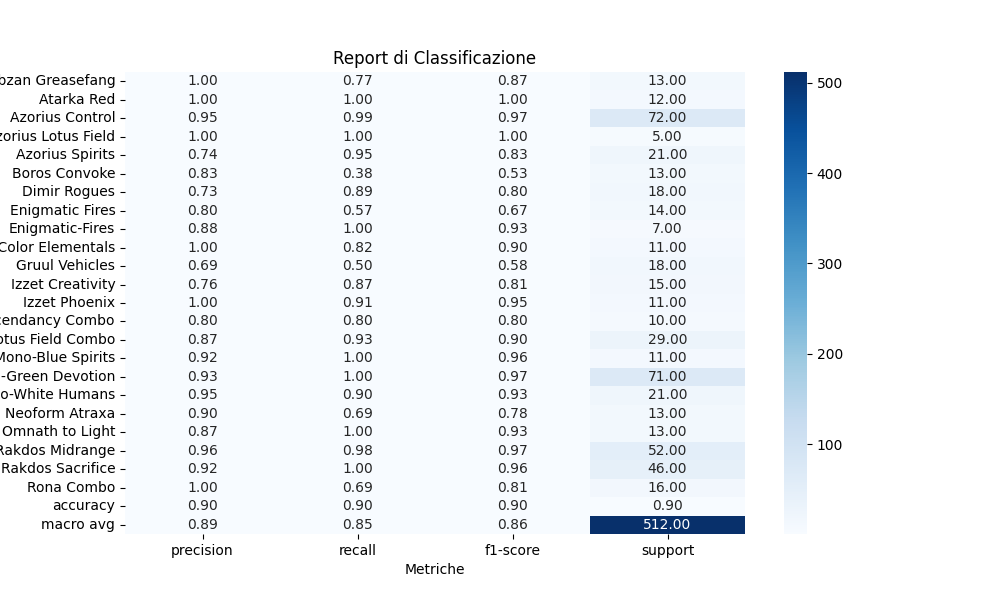 Report di Classificazione
bzan Greasefang 1.00 0.77 0.87 13.00
Atarka Red 1.00 1.00 1.00 12.00
Azorius Control 0.95 0.99 0.97 72.00
zorius Lotus Field 1.00 1.00 1.00 5.00
Azorius Spirits 0.74 0.95 0.83 21.00
Boros Convoke 0.83 0.38 0.53 13.00
Dimir Rogues 0.73 0.89 0.80 18.00
Enigmatic Fires 0.80 0.57 0.67 14.00
Enigmatic-Fires 0.88 1.00 0.93 7.00
Color Elementals 1.00 0.82 0.90 11.00
Gruul Vehicles 0.69 0.50 0.58 18.00
Izzet Creativity 0.76 0.87 0.81 15.00
Izzet Phoenix 1.00 0.91 0.95 11.00
cendancy Combo 0.80 0.80 0.80 10.00
otus Field Combo 0.87 0.93 0.90 29.00
Mono-Blue Spirits 0.92 1.00 0.96 11.00
-Green Devotion 0.93 1.00 0.97 71.00
o-White Humans 0.95 0.90 0.93 21.00
Neoform Atraxa 0.90 0.69 0.78 13.00
Omnath to Light 0.87 1.00 0.93 13.00
Rakdos Midrange 0.96 0.98 0.97 52.00
Rakdos Sacrifice 0.92 1.00 0.96 46.00
Rona Combo 1.00 0.69 0.81 16.00
accuracy 0.90 0.90 0.90 0.90
macro avg 0.89 0.85 0.86 512.00
precision recall f1-score support
Metriche
500
400
300
200
100